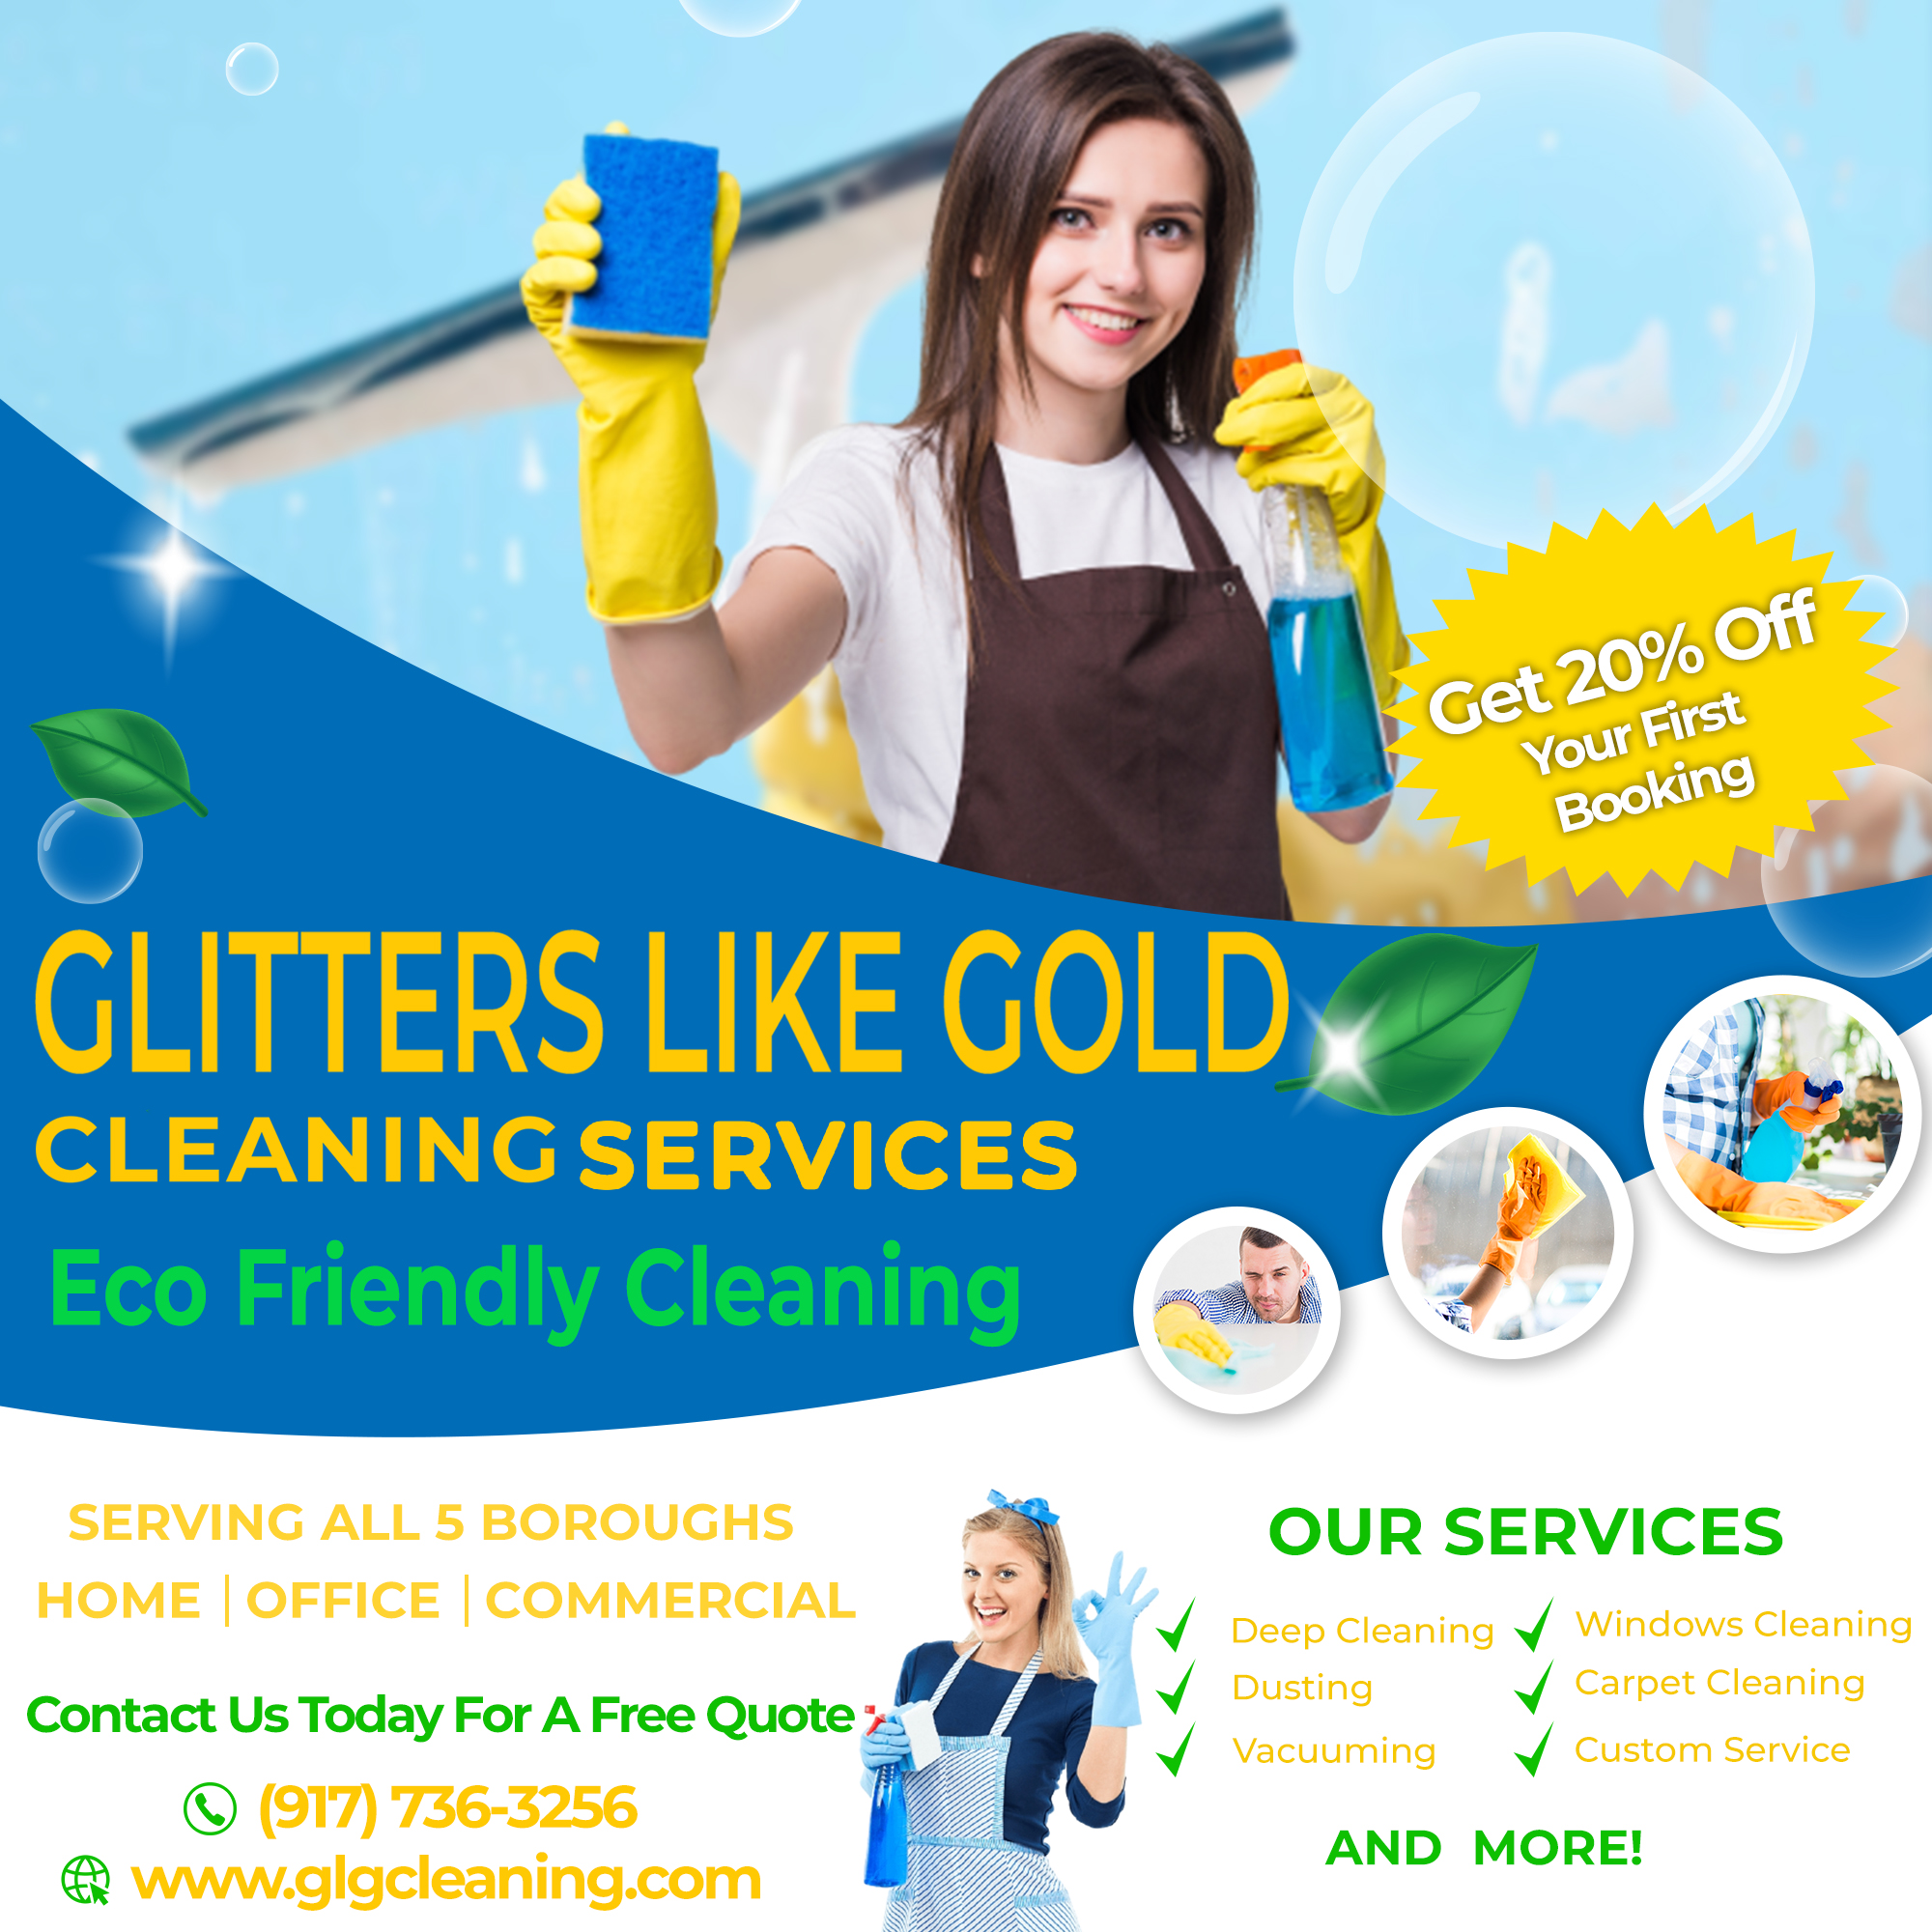 Get 20% Off
Your First
Booking
GLITTERS LIKE GOLD
CLEANING SERVICES
Eco Friendly Cleaning
SERVING ALL 5 BOROUGHS
HOME | OFFICE | COMMERCIAL
Contact Us Today For A Free Quote
(917) 736-3256
www.glgcleaning.com
OUR SERVICES
Deep Cleaning
Dusting
Vacuuming
Windows Cleaning
Carpet Cleaning
Custom Service
AND MORE!